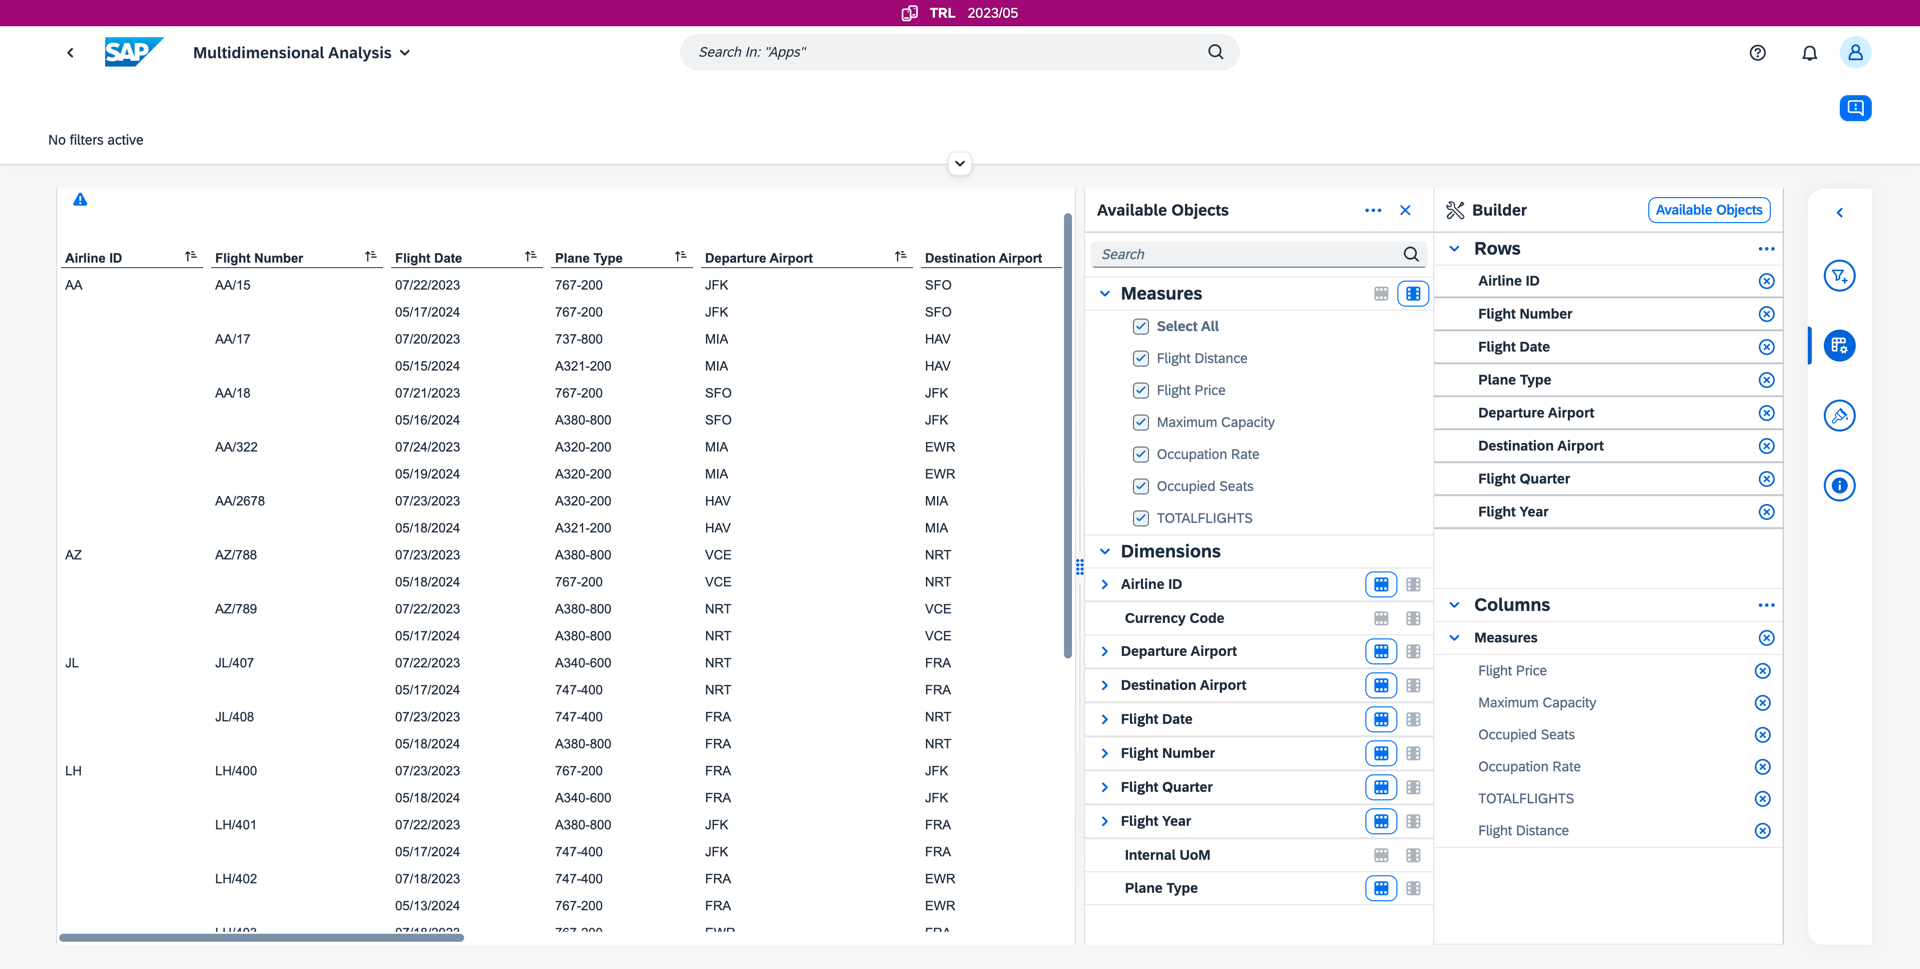 TRL 2023/05
SAP
Multidimensional Analysis
Search In: "Apps"
No filters active
Airline ID Flight Number Flight Date Plane Type Departure Airport Destination Airport
AA AA/15 07/22/2023 767-200 JFK SFO
05/17/2024 767-200 JFK SFO
AA/17 07/20/2023 737-800 MIA HAV
05/15/2024 A321-200 MIA HAV
AA/18 07/21/2023 767-200 SFO JFK
05/16/2024 A380-800 SFO JFK
AA/322 07/24/2023 A320-200 MIA EWR
05/19/2024 A320-200 MIA EWR
AA/2678 07/23/2023 A320-200 HAV MIA
05/18/2024 A321-200 HAV MIA
AZ AZ/788 07/23/2023 A380-800 VCE NRT
05/18/2024 767-200 VCE NRT
AZ/789 07/22/2023 A380-800 NRT VCE
05/17/2024 A380-800 NRT VCE
JL JL/407 07/22/2023 A340-600 NRT FRA
05/17/2024 747-400 NRT FRA
JL/408 07/23/2023 747-400 FRA NRT
05/18/2024 A380-800 FRA NRT
LH LH/400 07/23/2023 767-200 FRA JFK
05/18/2024 A340-600 FRA JFK
LH/401 07/22/2023 A380-800 JFK FRA
05/17/2024 747-400 JFK FRA
LH/402 07/18/2023 747-400 FRA EWR
05/13/2024 767-200 FRA EWR
LH/403 07/18/2023 767-200 EWR FRA
Available Objects
Search
Measures
Select All
Flight Distance
Flight Price
Maximum Capacity
Occupation Rate
Occupied Seats
TOTALFLIGHTS
Dimensions
Airline ID
Currency Code
Departure Airport
Destination Airport
Flight Date
Flight Number
Flight Quarter
Flight Year
Internal UoM
Plane Type
Builder
Available Objects
Rows
Airline ID
Flight Number
Flight Date
Plane Type
Departure Airport
Destination Airport
Flight Quarter
Flight Year
Columns
Measures
Flight Price
Maximum Capacity
Occupied Seats
Occupation Rate
TOTALFLIGHTS
Flight Distance